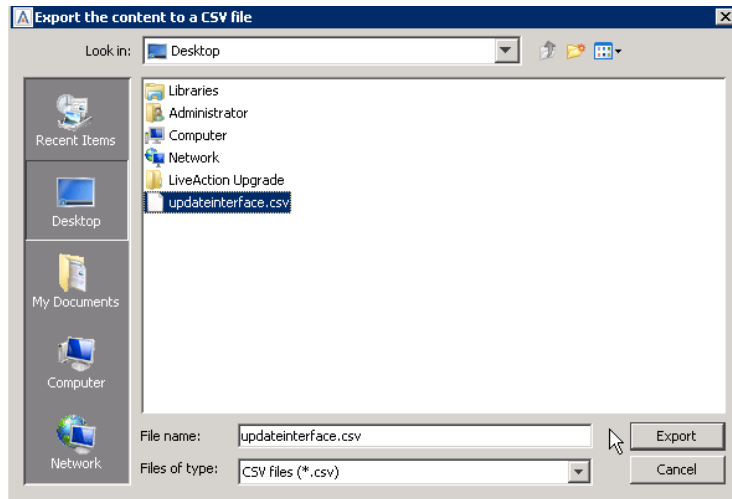 Export the content to a CSV file
Look in: Desktop
Recent Items
Desktop
My Documents
Computer
Network
Libraries
Administrator
Computer
Network
LiveAction Upgrade
updateinterface.csv
File name: updateinterface.csv Export
Files of type: CSV files (*.csv) Cancel